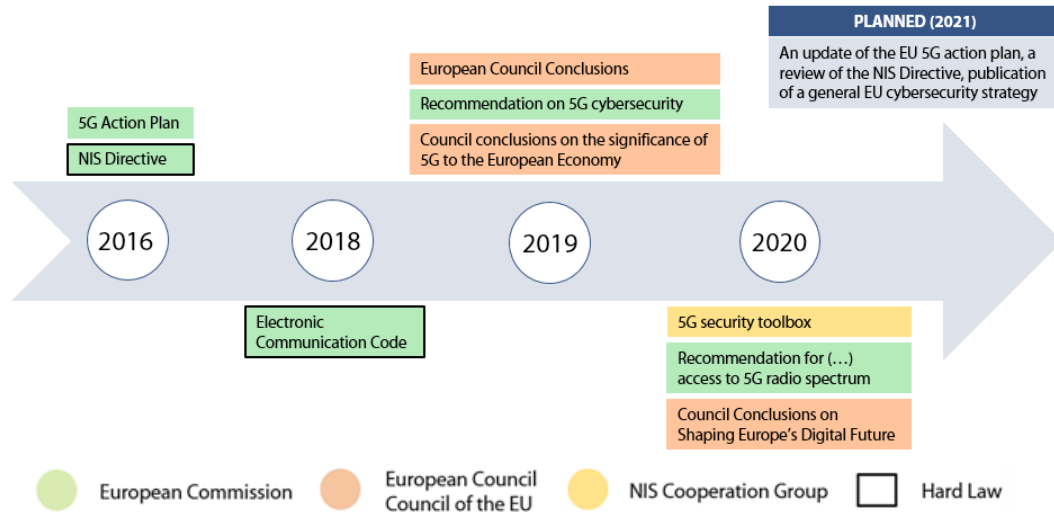 PLANNED (2021)
An update of the EU 5G action plan, a
review of the NIS Directive, publication
of a general EU cybersecurity strategy
European Council Conclusions
Recommendation on 5G cybersecurity
Council conclusions on the significance of
5G to the European Economy
5G Action Plan
NIS Directive
2016
2018
2019
2020
Electronic
Communication Code
5G security toolbox
Recommendation for (...)
access to 5G radio spectrum
Council Conclusions on
Shaping Europe's Digital Future
European Commission
European Council
Council of the EU
NIS Cooperation Group
Hard Law